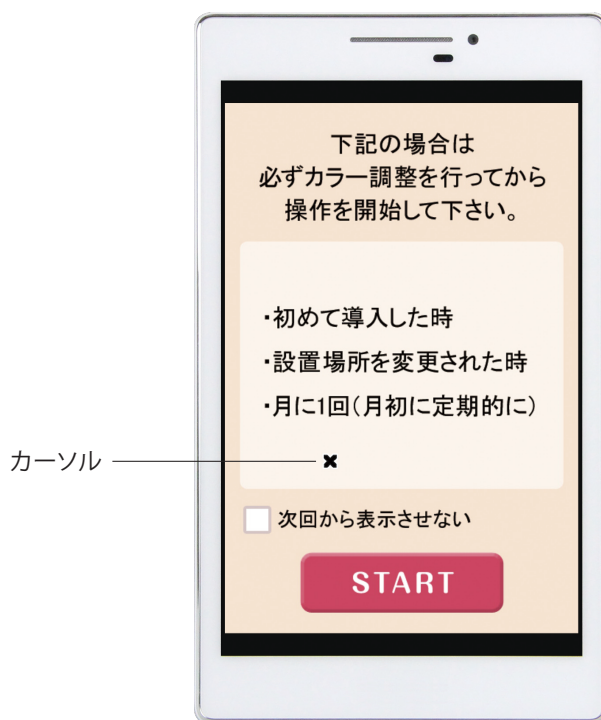 下記の場合は
必ずカラー調整を行ってから
操作を開始して下さい。
・初めて導入した時
・設置場所を変更された時
・月に1回(月初に定期的に)
カーソル
次回から表示させない
START